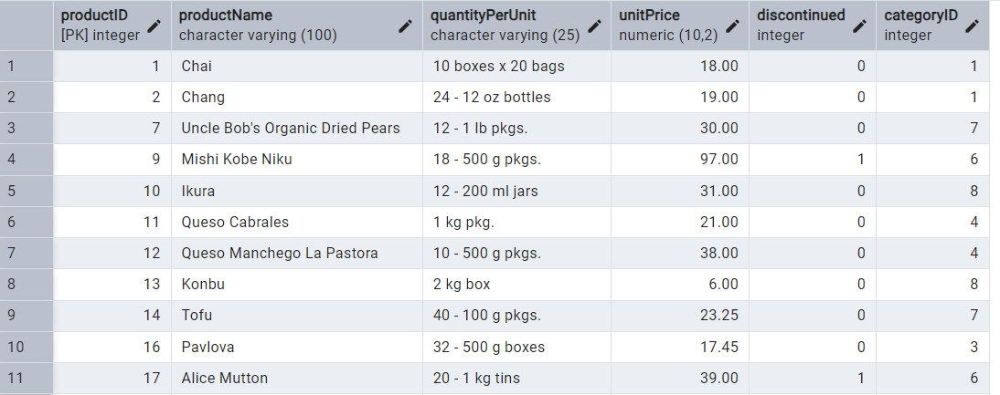 productID productName quantityPerUnit unitPrice discontinued categoryID
[PK] integer character varying (100) character varying (25) numeric (10,2) integer integer
1 1 Chai 10 boxes x 20 bags 18.00 0 1
2 2 Chang 24 - 12 oz bottles 19.00 0 1
3 7 Uncle Bob's Organic Dried Pears 12 - 1 lb pkgs. 30.00 0 7
4 9 Mishi Kobe Niku 18 - 500 g pkgs. 97.00 1 6
5 10 Ikura 12 - 200 ml jars 31.00 0 8
6 11 Queso Cabrales 1 kg pkg. 21.00 0 4
7 12 Queso Manchego La Pastora 10 - 500 g pkgs. 38.00 0 4
8 13 Konbu 2 kg box 6.00 0 8
9 14 Tofu 40 - 100 g pkgs. 23.25 0 7
10 16 Pavlova 32 - 500 g boxes 17.45 0 3
11 17 Alice Mutton 20 - 1 kg tins 39.00 1 6